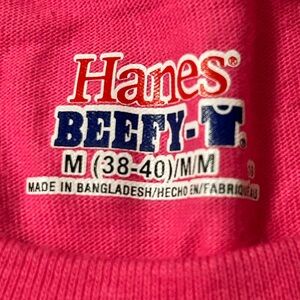 Hanes®
BEEFY-T®
M (38-40)/M/M
MADE IN BANGLADESH/HECHO EN/FABRIQUÉ AU